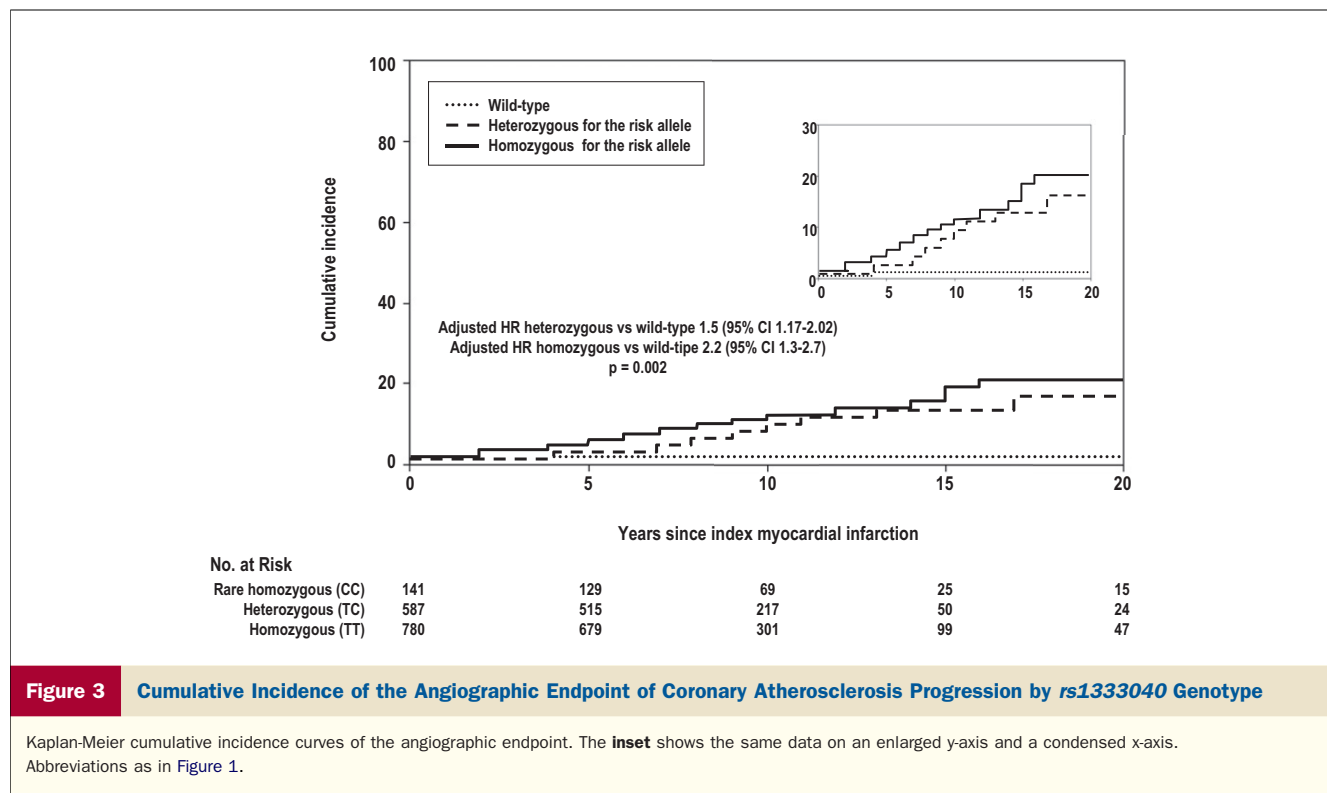 100
80
60
40
20
0
Cumulative incidence
Wild-type
Heterozygous for the risk allele
Homozygous for the risk allele
30
20
10
0
0 5 10 15 20
Adjusted HR heterozygous vs wild-type 1.5 (95% CI 1.17-2.02)
Adjusted HR homozygous vs wild-tipe 2.2 (95% CI 1.3-2.7)
p = 0.002
0 5 10 15 20
Years since index myocardial infarction
No. at Risk
Rare homozygous (CC) 141 129 69 25 15
Heterozygous (TC) 587 515 217 50 24
Homozygous (TT) 780 679 301 99 47
Figure 3 Cumulative Incidence of the Angiographic Endpoint of Coronary Atherosclerosis Progression by rs1333040 Genotype
Kaplan-Meier cumulative incidence curves of the angiographic endpoint. The inset shows the same data on an enlarged y-axis and a condensed x-axis.
Abbreviations as in Figure 1.